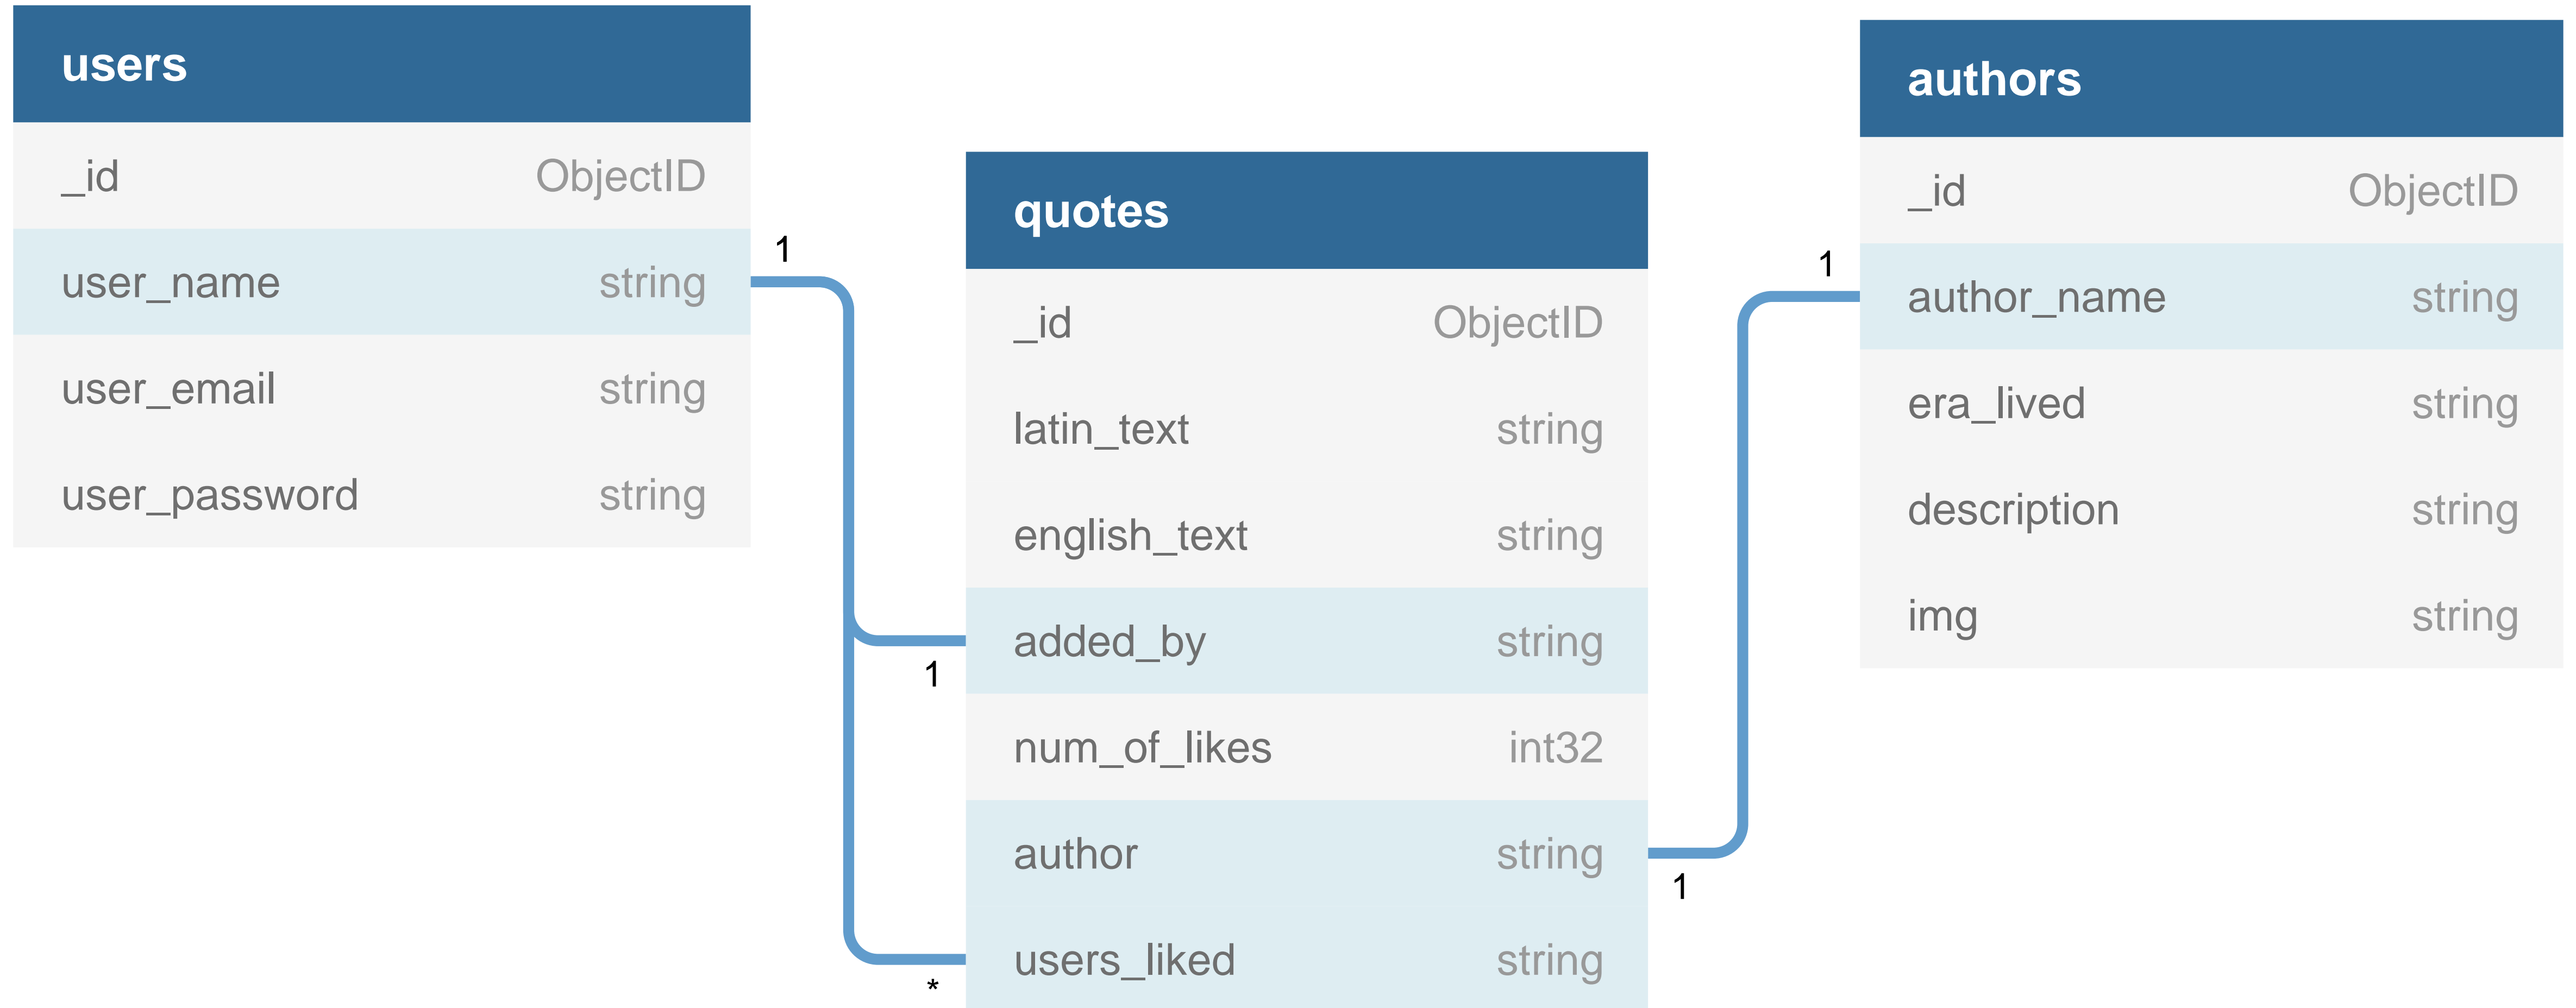 users
_id ObjectID
user_name string
user_email string
user_password string
1
1
*
quotes
_id ObjectID
latin_text string
english_text string
added_by string
num_of_likes int32
author string
users_liked string
1
1
authors
_id ObjectID
author_name string
era_lived string
description string
img string